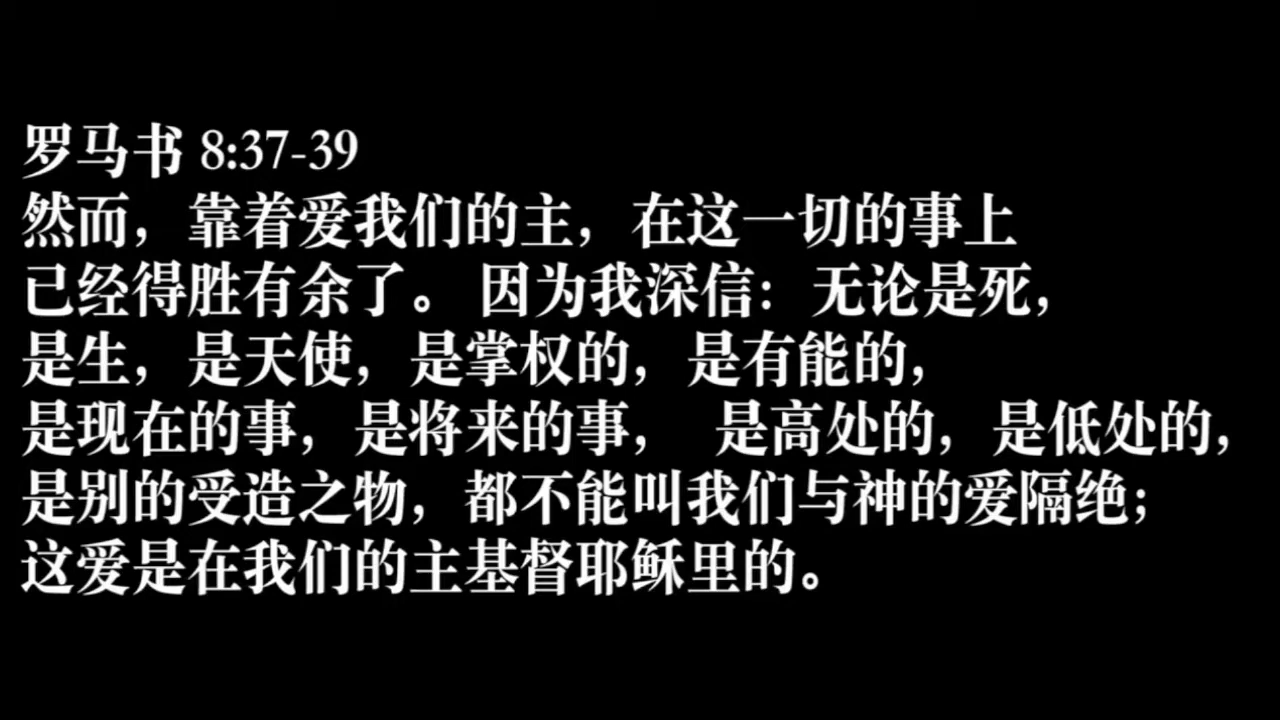 罗马书 8:37-39
然而，靠着爱我们的主，在这一切的事上
已经得胜有余了。 因为我深信：无论是死，
是生，是天使，是掌权的，是有能的，
是现在的事，是将来的事， 是高处的，是低处的，
是别的受造之物，都不能叫我们与神的爱隔绝；
这爱是在我们的主基督耶稣里的。